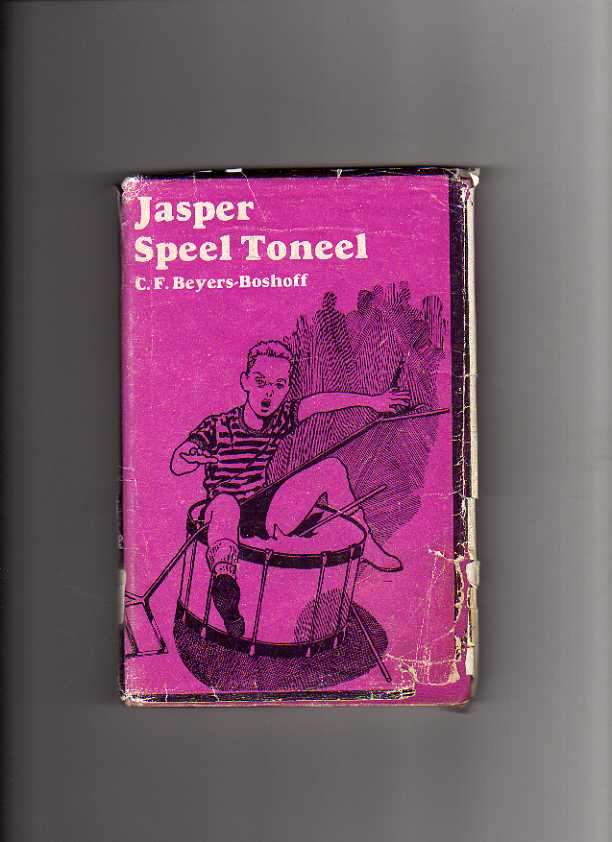 Jasper
Speel Toneel
C. F. Beyers-Boshoff